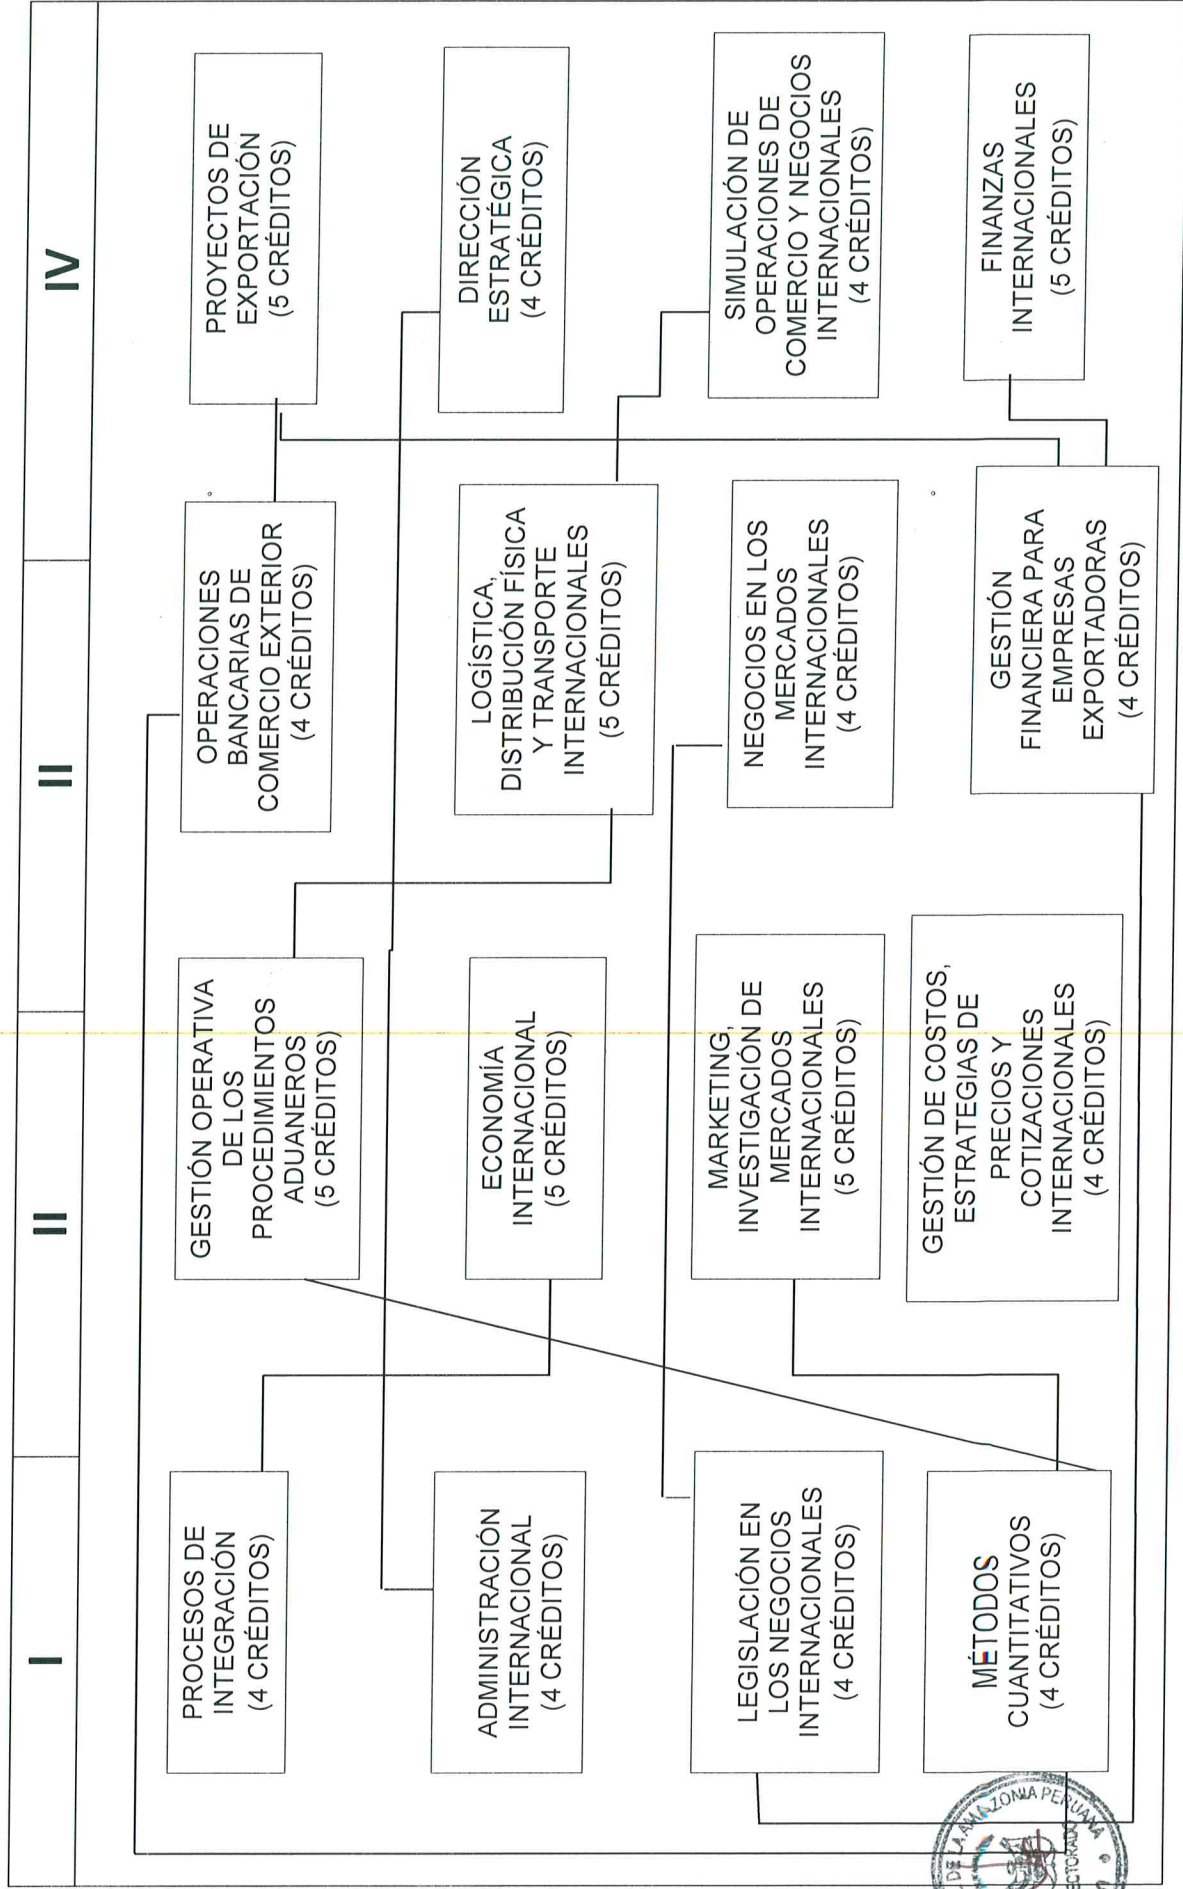 I
II
II
IV
PROCESOS DE
INTEGRACIÓN
(4 CRÉDITOS)
GESTIÓN OPERATIVA
DE LOS
PROCEDIMIENTOS
ADUANEROS
(5 CRÉDITOS)
OPERACIONES
BANCARIAS DE
COMERCIO EXTERIOR
(4 CRÉDITOS)
PROYECTOS DE
EXPORTACIÓN
(5 CRÉDITOS)
ADMINISTRACIÓN
INTERNACIONAL
(4 CRÉDITOS)
ECONOMÍA
INTERNACIONAL
(5 CRÉDITOS)
LOGÍSTICA,
DISTRIBUCIÓN FÍSICA
Y TRANSPORTE
INTERNACIONALES
(5 CRÉDITOS)
DIRECCIÓN
ESTRATÉGICA
(4 CRÉDITOS)
LEGISLACIÓN EN
LOS NEGOCIOS
INTERNACIONALES
(4 CRÉDITOS)
MARKETING,
INVESTIGACIÓN DE
MERCADOS
INTERNACIONALES
(5 CRÉDITOS)
NEGOCIOS EN LOS
MERCADOS
INTERNACIONALES
(4 CRÉDITOS)
SIMULACIÓN DE
OPERACIONES DE
COMERCIO Y NEGOCIOS
INTERNACIONALES
(4 CRÉDITOS)
MÉTODOS
CUANTITATIVOS
(4 CRÉDITOS)
GESTIÓN DE COSTOS,
ESTRATEGIAS DE
PRECIOS Y
COTIZACIONES
INTERNACIONALES
(4 CRÉDITOS)
GESTIÓN
FINANCIERA PARA
EMPRESAS
EXPORTADORAS
(4 CRÉDITOS)
FINANZAS
INTERNACIONALES
(5 CRÉDITOS)
DE LA AMAZONIA PERUANA